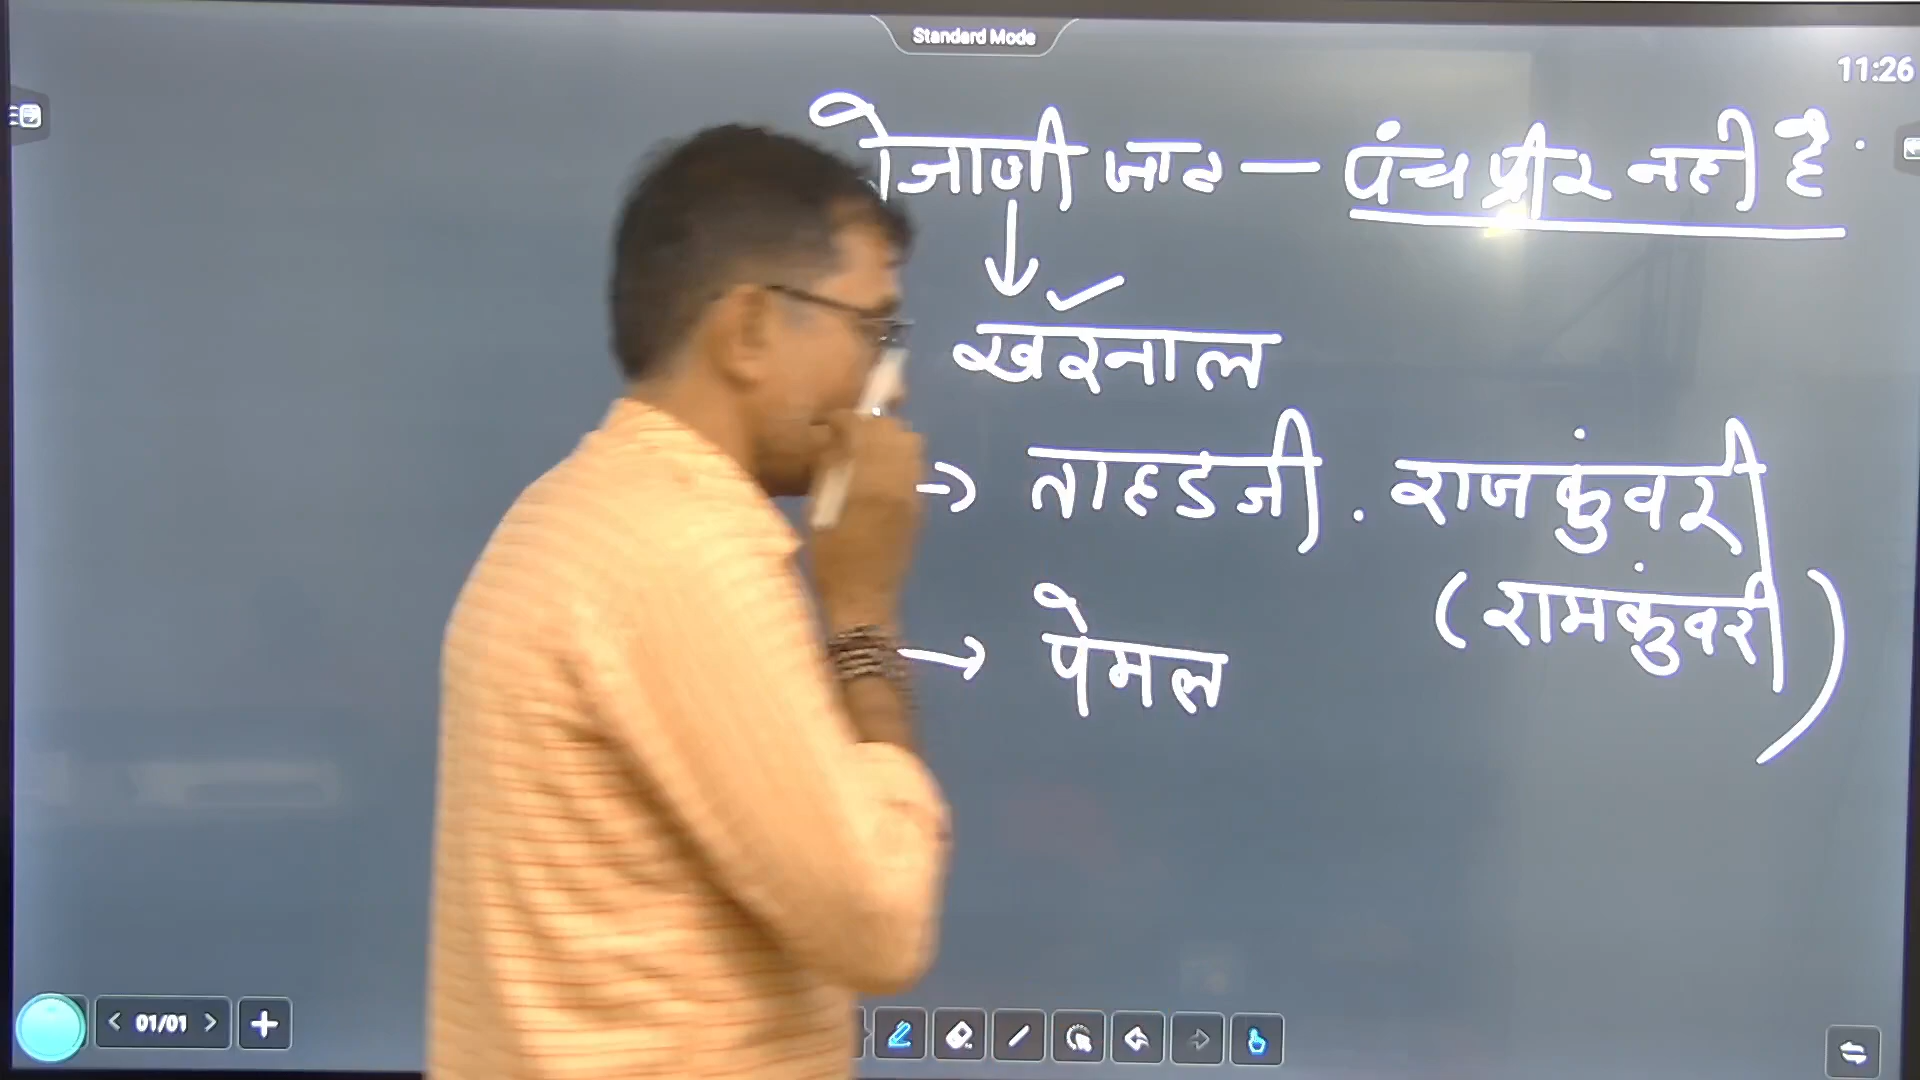 Standard Mode
11:26
तेजाजी जाट — पंच पीर नही है.
↓ ✓
खरनाल
→ ताहडजी . राजकुंवरी
(रामकुंवरी)
→ पेमल
< 01/01 > +